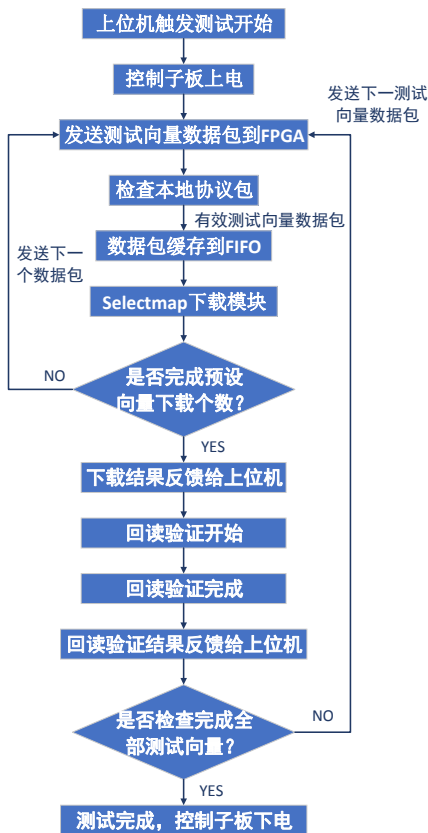 上位机触发测试开始
控制子板上电
发送下一测试
向量数据包
发送测试向量数据包到FPGA
检查本地协议包
有效测试向量数据包
数据包缓存到FIFO
发送下一
个数据包
Selectmap下载模块
NO
是否完成预设
向量下载个数?
YES
下载结果反馈给上位机
回读验证开始
回读验证完成
回读验证结果反馈给上位机
是否检查完成全
部测试向量?
NO
YES
测试完成，控制子板下电